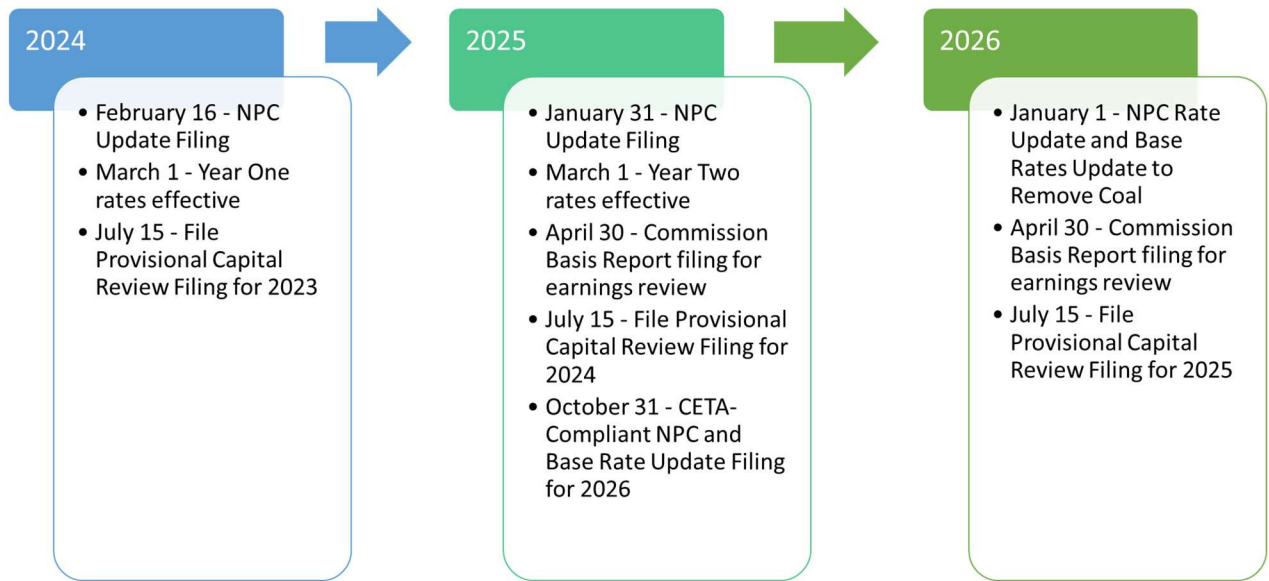 2024
• February 16 - NPC
Update Filing
• March 1 - Year One
rates effective
• July 15 - File
Provisional Capital
Review Filing for 2023
2025
• January 31 - NPC
Update Filing
• March 1 - Year Two
rates effective
• April 30 - Commission
Basis Report filing for
earnings review
• July 15 - File Provisional
Capital Review Filing for
2024
• October 31 - CETA-
Compliant NPC and
Base Rate Update Filing
for 2026
2026
• January 1 - NPC Rate
Update and Base
Rates Update to
Remove Coal
• April 30 - Commission
Basis Report filing for
earnings review
• July 15 - File
Provisional Capital
Review Filing for 2025